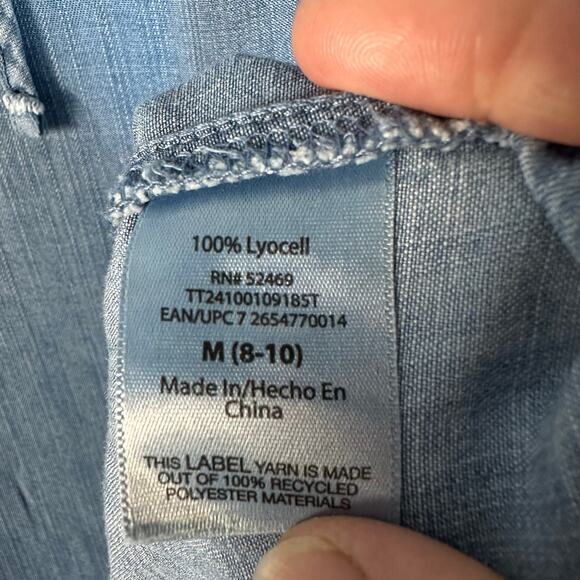 100% Lyocell
RN# 52469
TT24100109185T
EAN/UPC 7 2654770014
M (8-10)
Made In/Hecho En
China
THIS LABEL YARN IS MADE
OUT OF 100% RECYCLED
POLYESTER MATERIALS